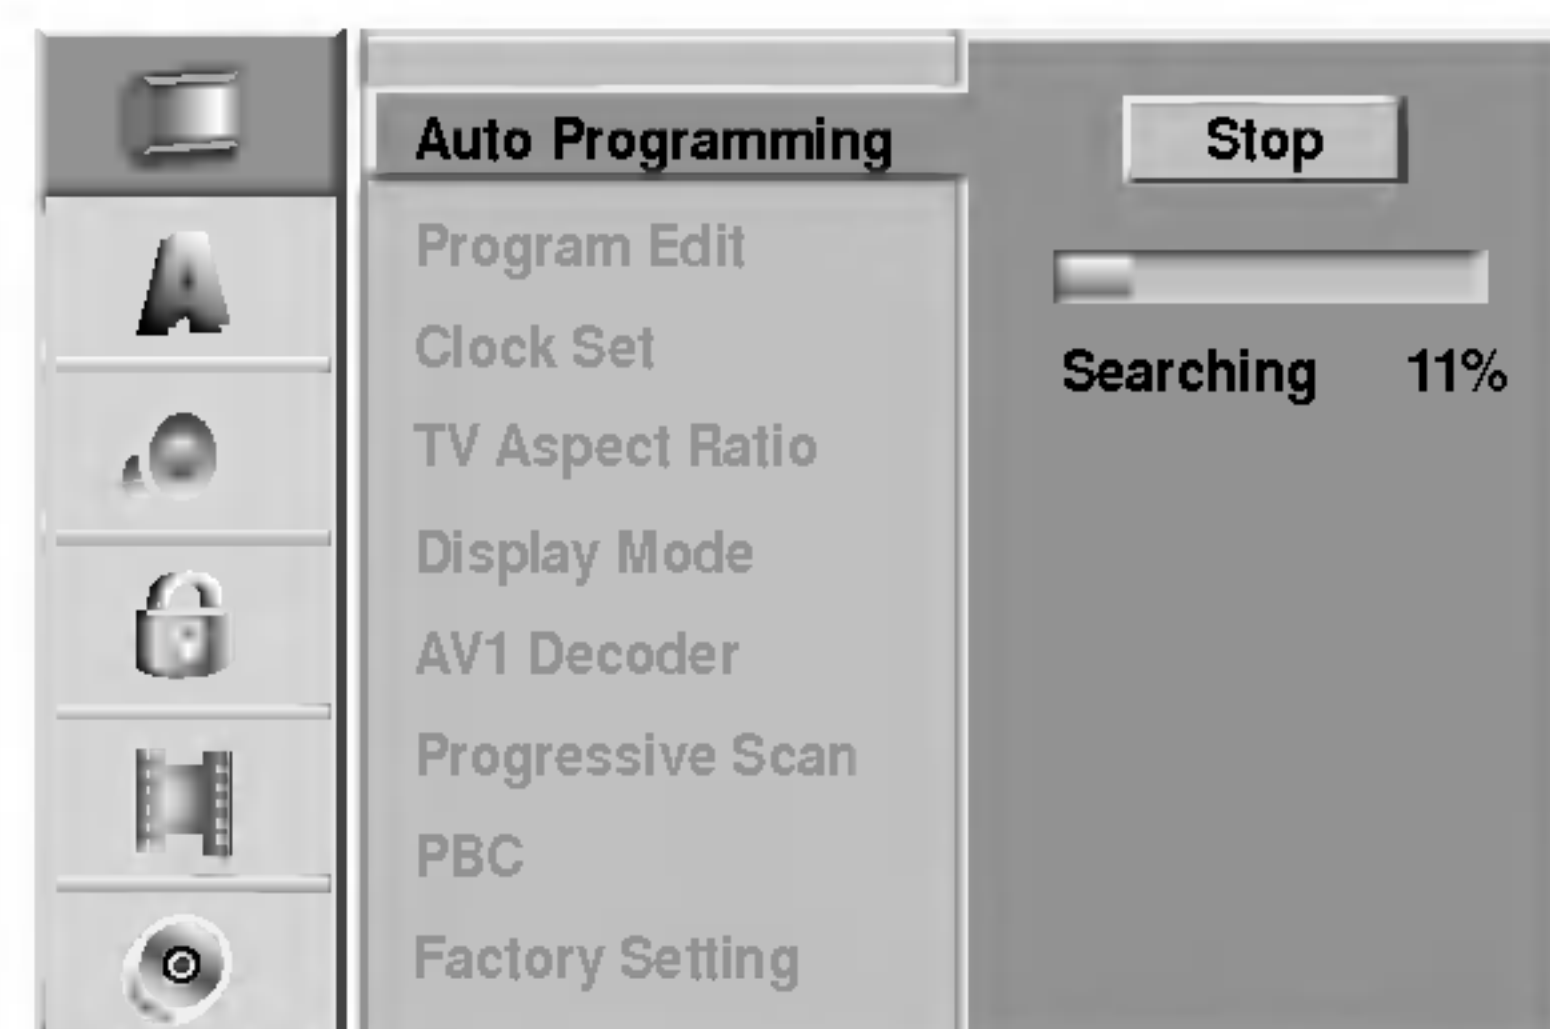 Auto Programming
Program Edit
Clock Set
TV Aspect Ratio
Display Mode
AV1 Decoder
Progressive Scan
PBC
Factory Setting
Stop
Searching 11%